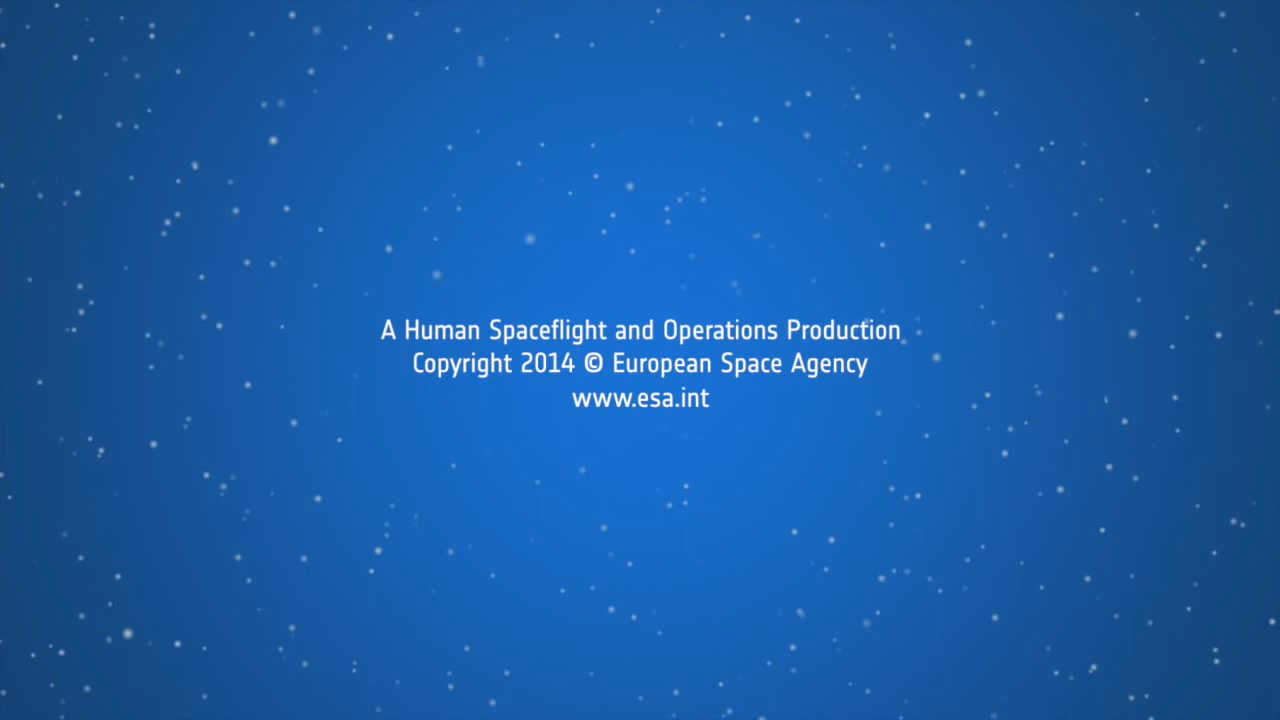 A Human Spaceflight and Operations Production
Copyright 2014 © European Space Agency
www.esa.int